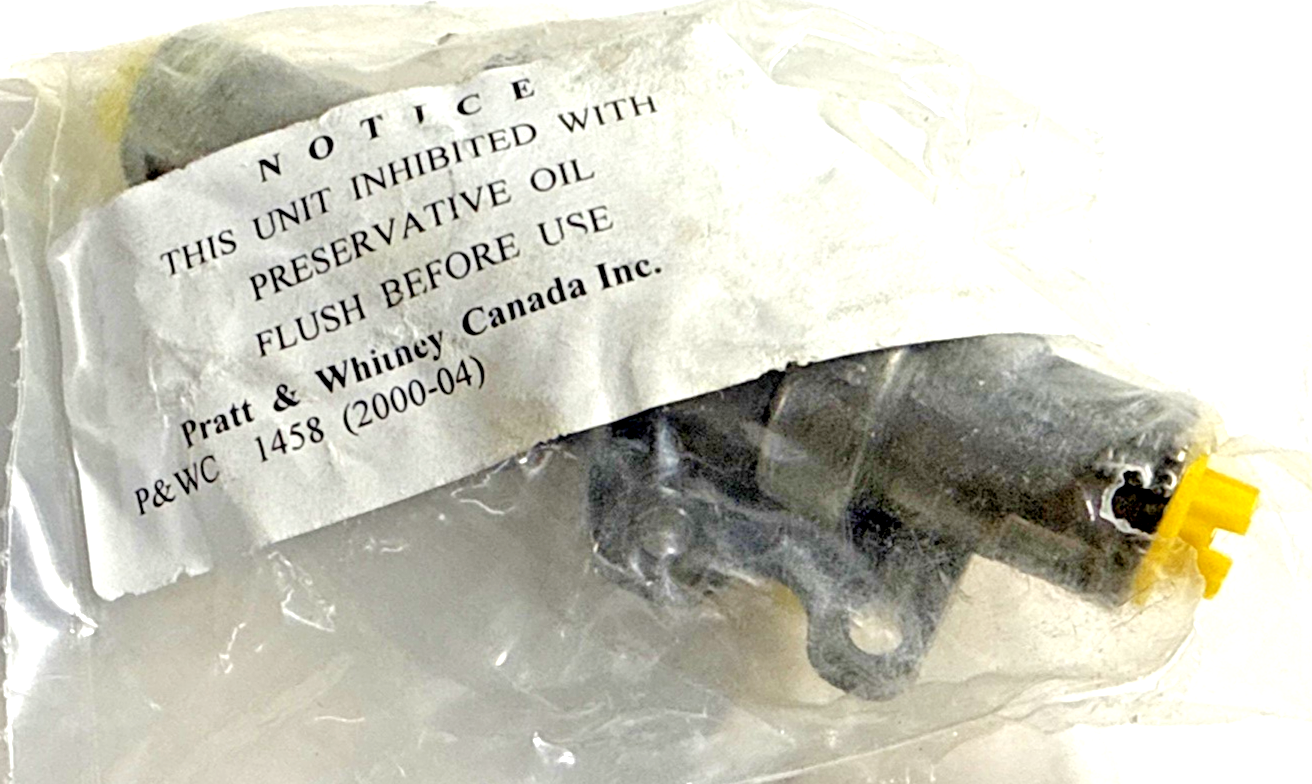 NOTICE
THIS UNIT INHIBITED WITH
PRESERVATIVE OIL
FLUSH BEFORE USE
Pratt & Whitney Canada Inc.
P&WC 1458 (2000-04)